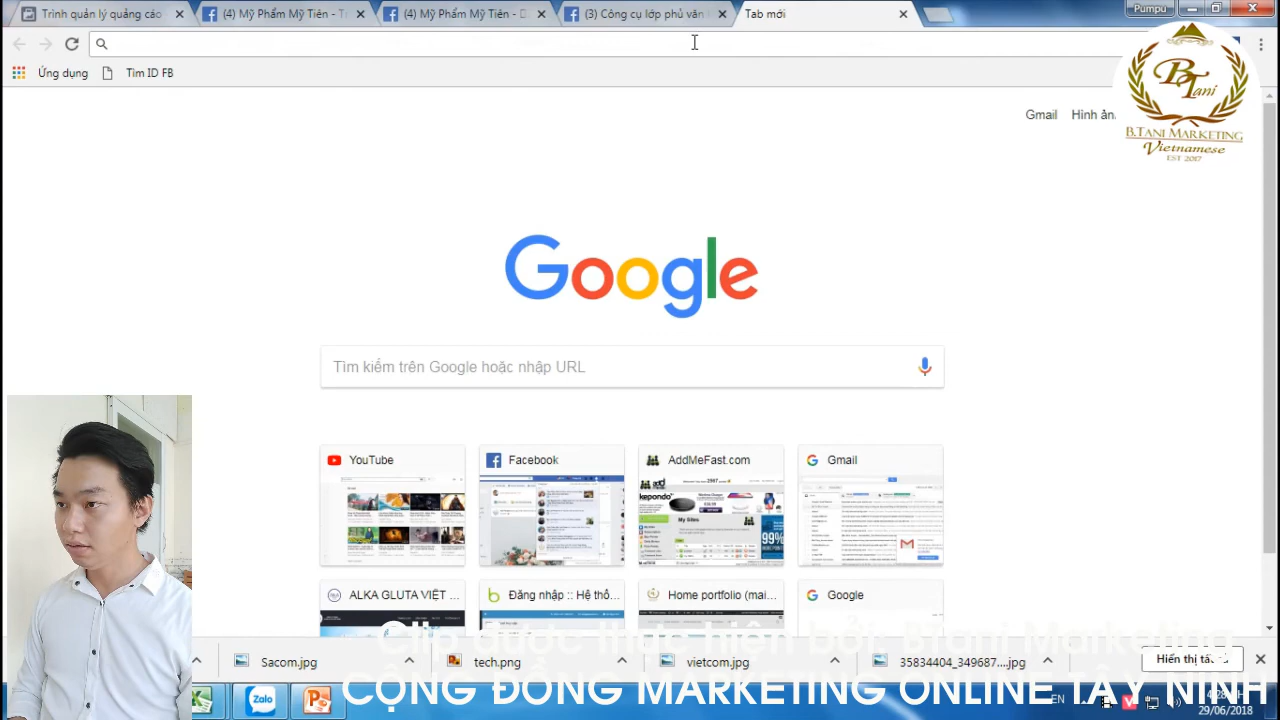 Trình quản lý quảng cáo
(4) Mỹ Phẩm Mỹ Tiên - T
(4) Mỹ Phẩm Mỹ Tiên - D
(3) Công cụ lớp phủ văn
Tab mới
Pumpu
Ứng dụng
Tìm ID FB
Gmail
Hình ản
B.TANI MARKETING
Vietnamese
EST 2017
Google
Tìm kiếm trên Google hoặc nhập URL
YouTube
Facebook
AddMeFast.com
Gmail
ALKA GLUTA VIỆT ...
Đăng nhập :: Hệ thố...
Home portfolio (mai...
Google
Sacom.jpg
tech.png
vietcom.jpg
35834404_349687....jpg
CỘNG ĐỒNG MARKETING ONLINE TÂY NINH
Zalo
EN
29/06/2018